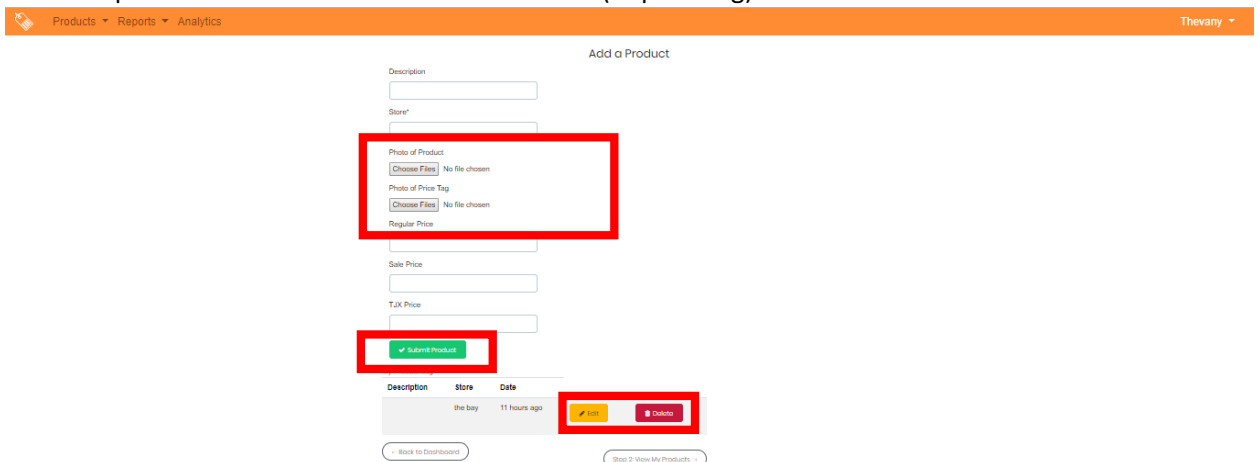 Products Reports Analytics Thevany
Add a Product
Description
Store*
Photo of Product
Choose Files No file chosen
Photo of Price Tag
Choose Files No file chosen
Regular Price
Sale Price
TJX Price
Submit Product
Description Store Date
the bay 11 hours ago Edit Delete
← Back to Dashboard
Step 2: View My Products →